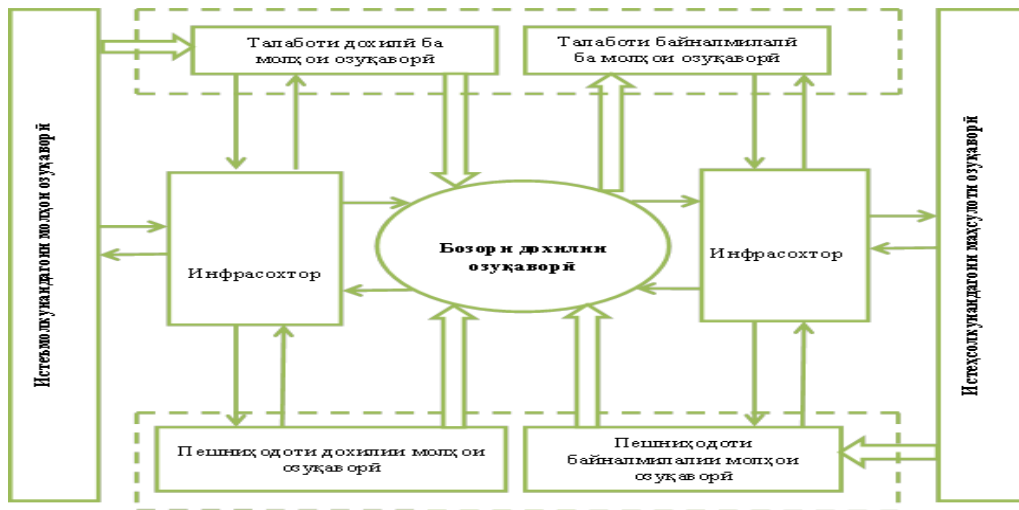 Истеъмолкунандагони молҳои озуқаворӣ
Талаботи дохилӣ ба
молҳои озуқаворӣ
Талаботи байналмилалӣ
ба молҳои озуқаворӣ
Инфрасохтор
Бозори дохилии
озуқаворӣ
Инфрасохтор
Пешниҳодоти дохилии молҳои
озуқаворӣ
Пешниҳодоти
байналмилалии молҳои
озуқаворӣ
Истеҳсолкунандагони маҳсулоти озуқаворӣ